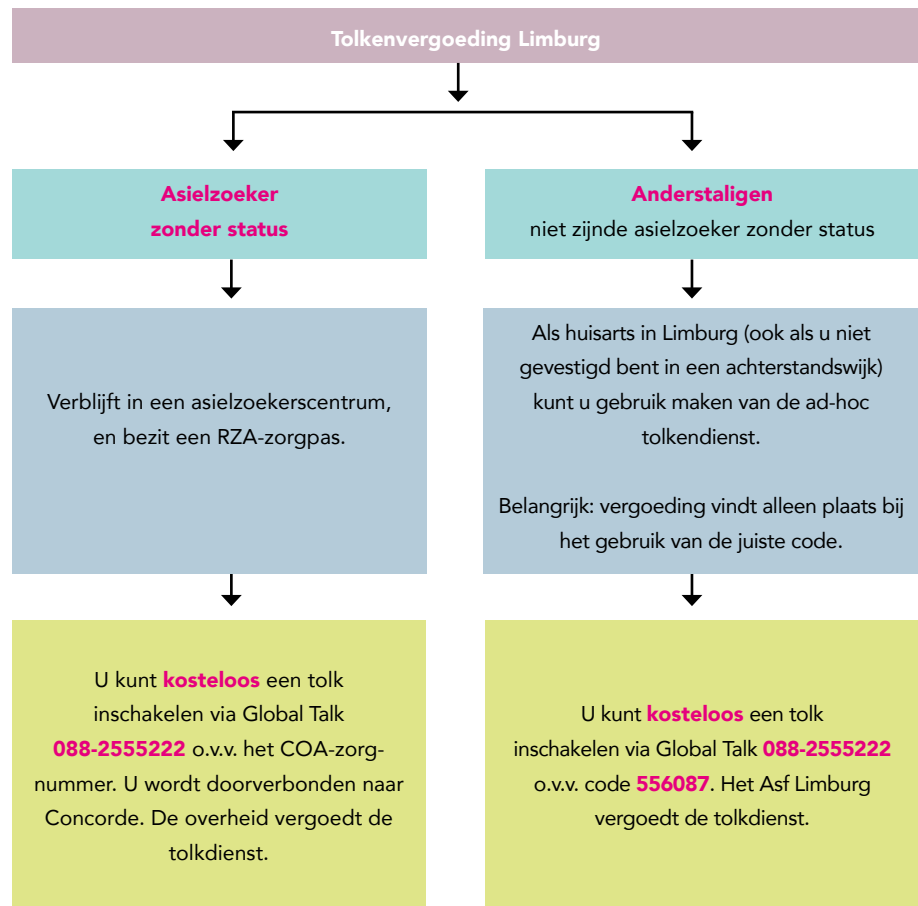 Tolkenvergoeding Limburg
Asielzoeker
zonder status
Verblijft in een asielzoekerscentrum,
en bezit een RZA-zorgpas.
U kunt kosteloos een tolk
inschakelen via Global Talk
088-2555222 o.v.v. het COA-zorg-
nummer. U wordt doorverbonden naar
Concorde. De overheid vergoedt de
tolkdienst.
Anderstaligen
niet zijnde asielzoeker zonder status
Als huisarts in Limburg (ook als u niet
gevestigd bent in een achterstandswijk)
kunt u gebruik maken van de ad-hoc
tolkendienst.
Belangrijk: vergoeding vindt alleen plaats bij
het gebruik van de juiste code.
U kunt kosteloos een tolk
inschakelen via Global Talk 088-2555222
o.v.v. code 556087. Het Asf Limburg
vergoedt de tolkdienst.